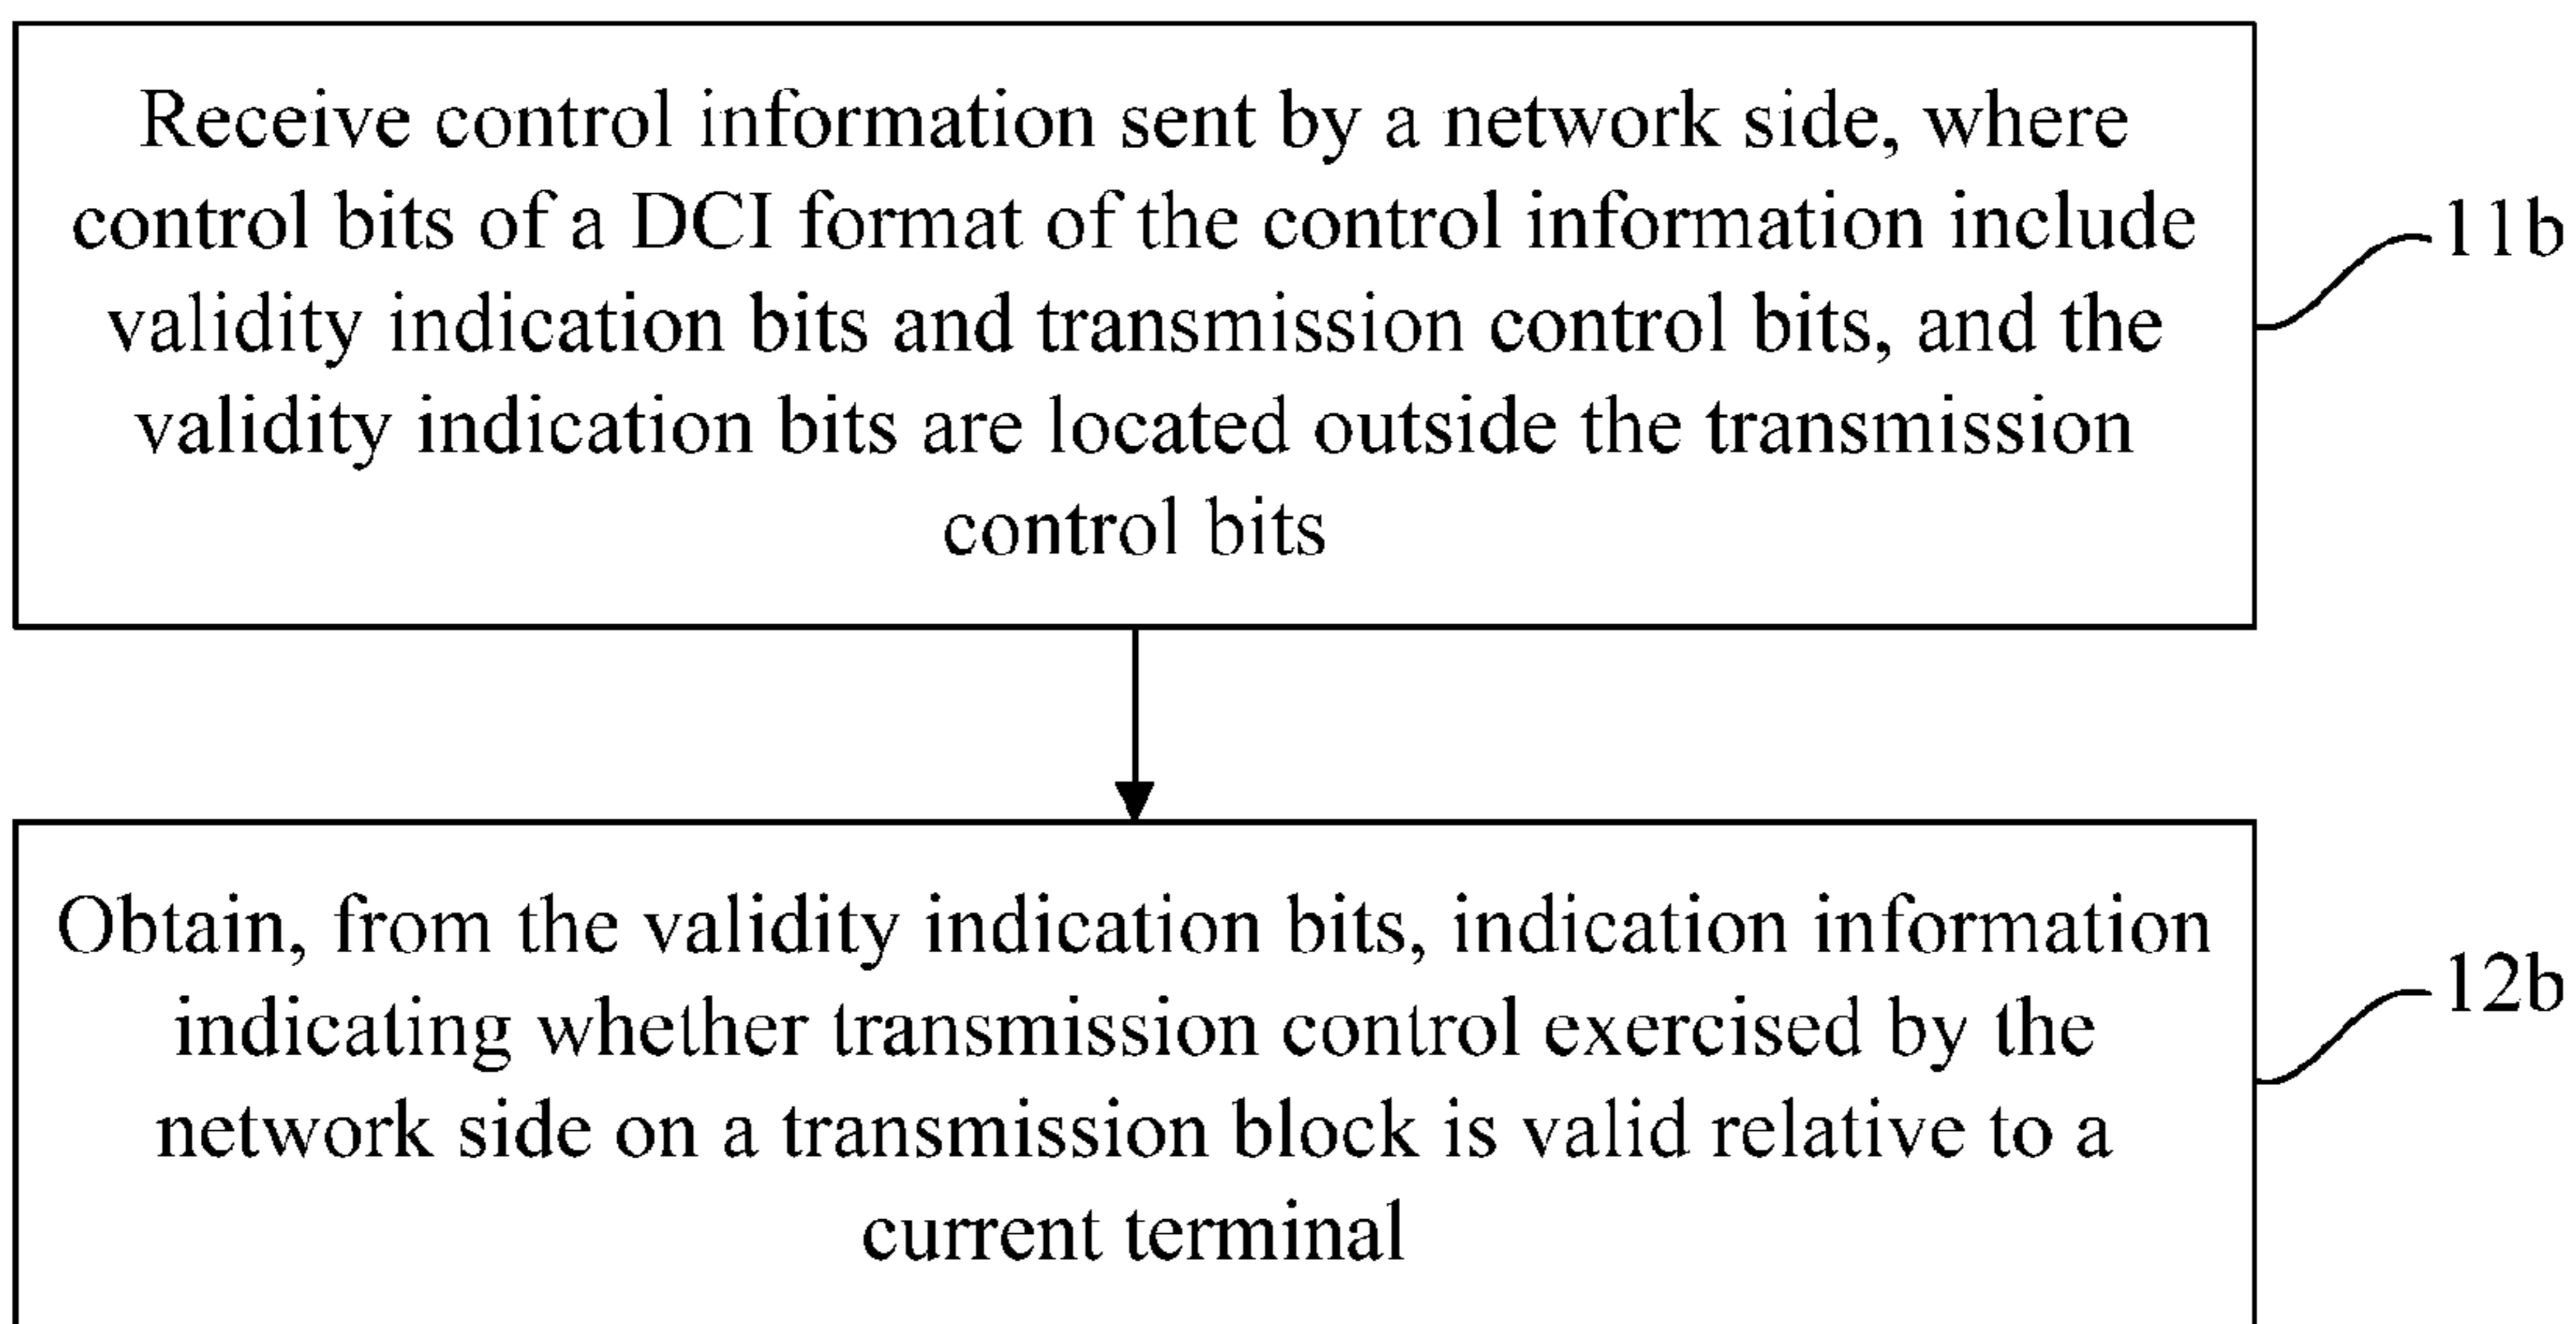 Receive control information sent by a network side, where
control bits of a DCI format of the control information include
validity indication bits and transmission control bits, and the
validity indication bits are located outside the transmission
control bits
11b
Obtain, from the validity indication bits, indication information
indicating whether transmission control exercised by the
network side on a transmission block is valid relative to a
current terminal
12b